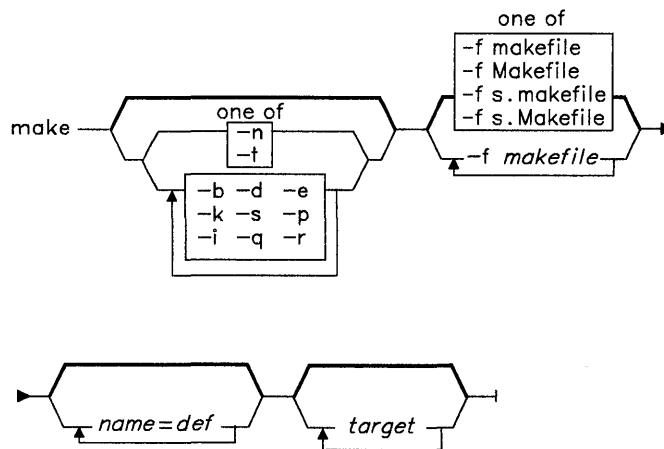 one of
-f makefile
-f Makefile
-f s.makefile
-f s.Makefile
one of
make
-n
-t
-f makefile
-b -d -e
-k -s -p
-i -q -r
name=def
target